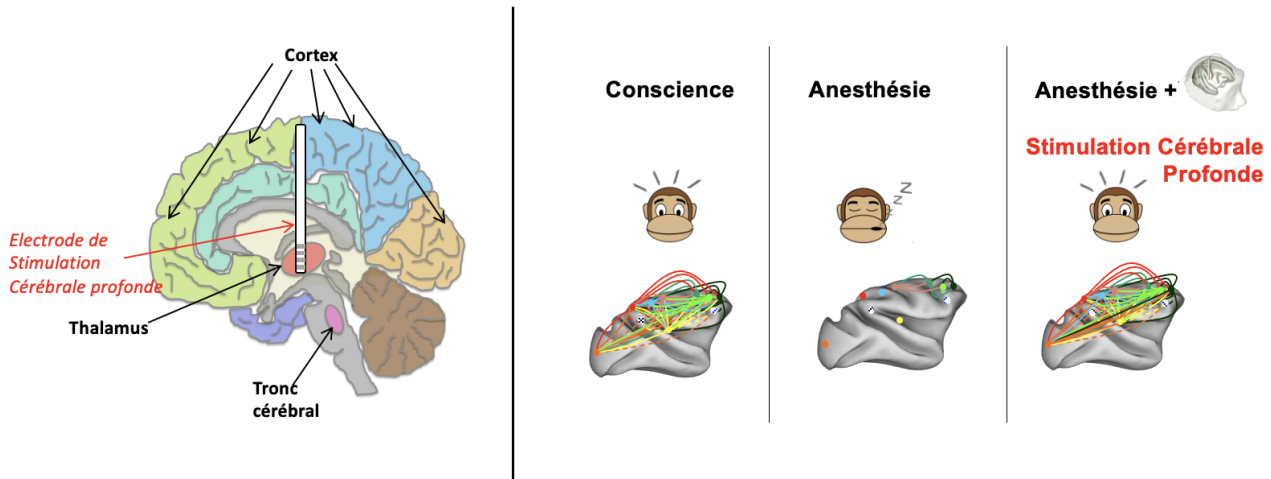 Cortex
Electrode de
Stimulation
Cérébrale profonde
Thalamus
Tronc
cérébral
Conscience
Anesthésie
Anesthésie +
Stimulation Cérébrale
Profonde
z
z
Z
Z